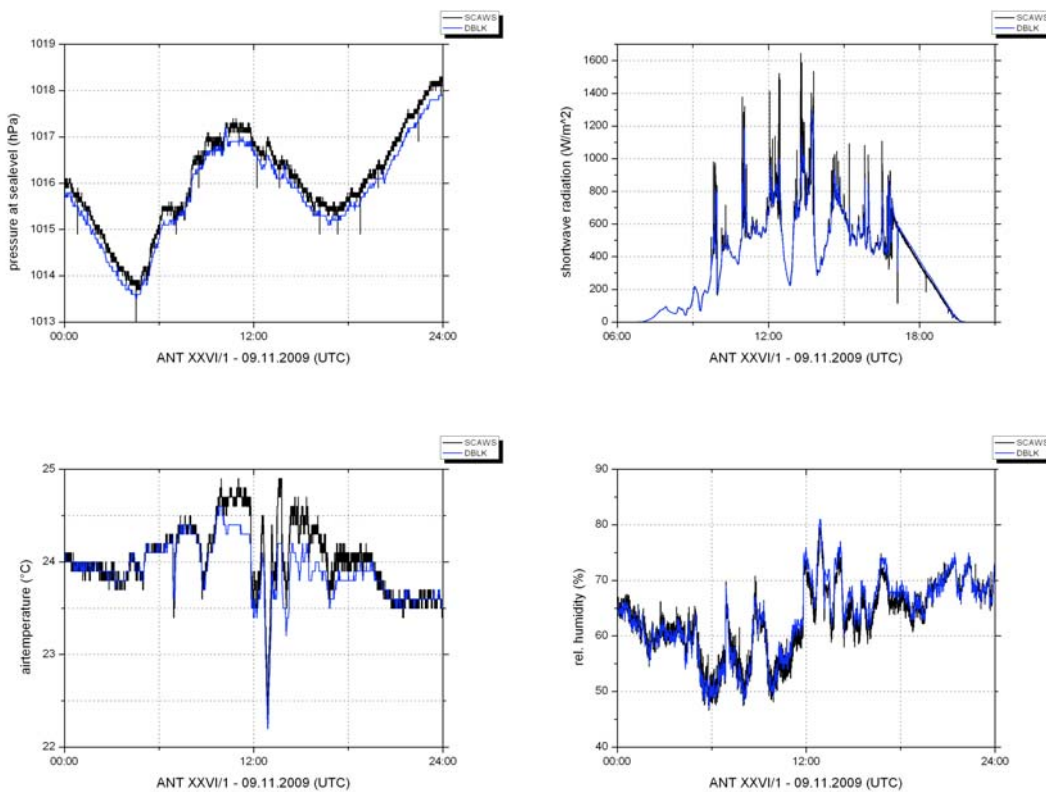 SCAWS
DBLK
1019
1018
1017
1016
1015
1014
1013
pressure at sealevel (hPa)
00:00 12:00 24:00
ANT XXVI/1 - 09.11.2009 (UTC)
SCAWS
DBLK
1600
1400
1200
1000
800
600
400
200
0
shortwave radiation (W/m^2)
06:00 12:00 18:00
ANT XXVI/1 - 09.11.2009 (UTC)
SCAWS
DBLK
25
24
23
22
airtemperature (°C)
00:00 12:00 24:00
ANT XXVI/1 - 09.11.2009 (UTC)
SCAWS
DBLK
90
80
70
60
50
40
rel. humidity (%)
00:00 12:00 24:00
ANT XXVI/1 - 09.11.2009 (UTC)